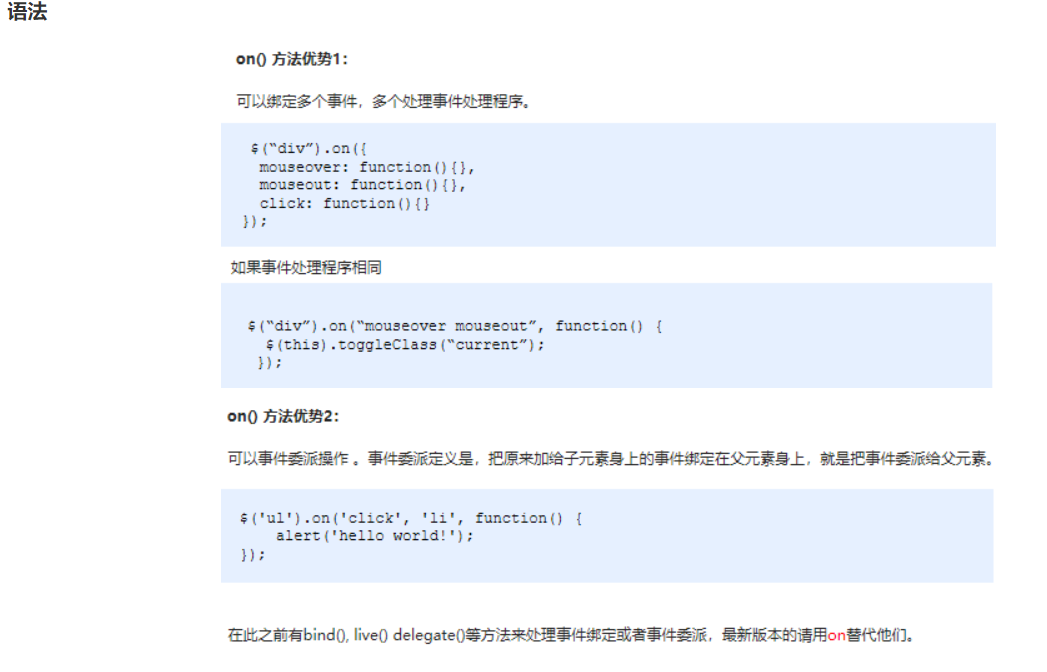 语法
on() 方法优势1：
可以绑定多个事件，多个处理事件处理程序。
$(“div”).on({
mouseover: function(){},
mouseout: function(){},
click: function(){}
});
如果事件处理程序相同
$(“div”).on(“mouseover mouseout”, function() {
$(this).toggleClass(“current”);
});
on() 方法优势2：
可以事件委派操作 。事件委派定义是，把原来加给子元素身上的事件绑定在父元素身上，就是把事件委派给父元素。
$('ul').on('click', 'li', function() {
alert('hello world!');
});
在此之前有bind(), live() delegate()等方法来处理事件绑定或者事件委派，最新版本的请用on替代他们。